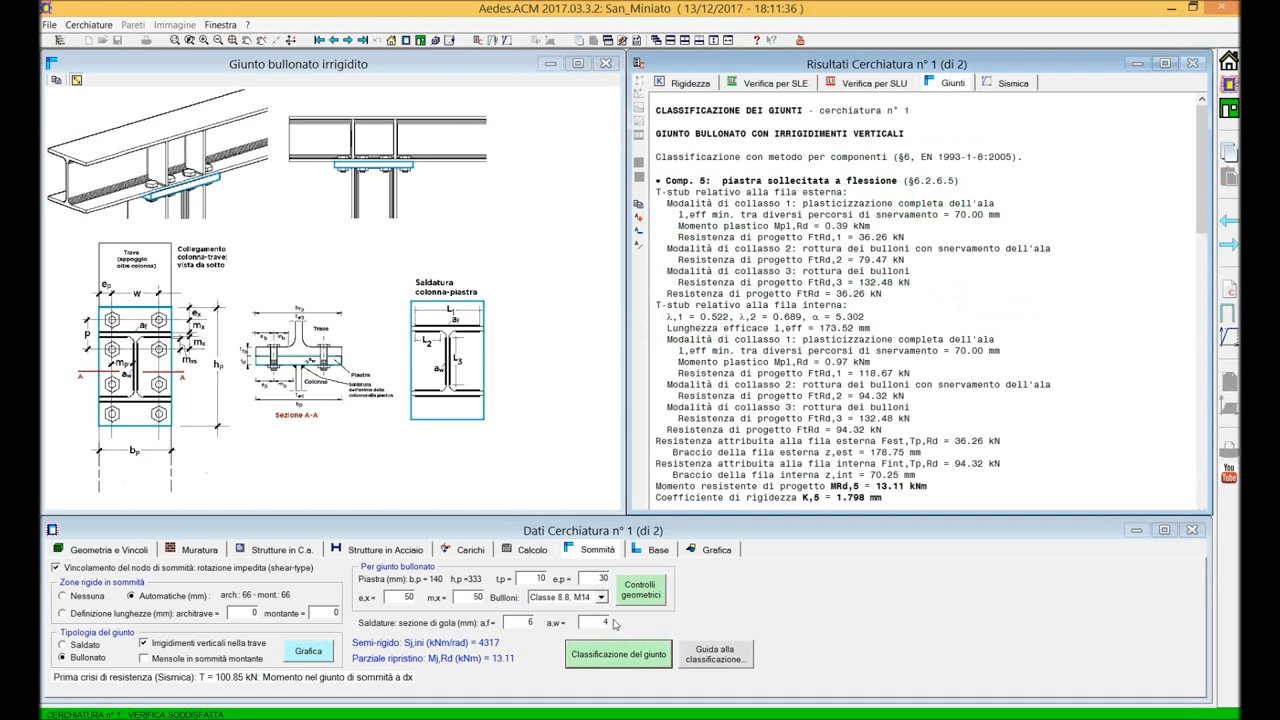 Aedes.ACM 2017.03.3.2: San_Miniato ( 13/12/2017 - 18:11:36 )
File Cerchiature Pareti Immagine Finestra ?
Giunto bullonato irrigidito
Trave
(appoggio
oltre colonna)
Collegamento
colonna-trave:
vista da sotto
Saldatura
colonna-piastra
Trave
Piastra
Colonna
Saldatura
dell'anima della
colonna alla piastra
Sezione A-A
Risultati Cerchiatura n° 1 (di 2)
Rigidezza Verifica per SLE Verifica per SLU Giunti Sismica
CLASSIFICAZIONE DEI GIUNTI - cerchiatura n° 1
GIUNTO BULLONATO CON IRRIGIDIMENTI VERTICALI
Classificazione con metodo per componenti (§6, EN 1993-1-8:2005).
• Comp. 5: piastra sollecitata a flessione (§6.2.6.5)
T-stub relativo alla fila esterna:
Modalità di collasso 1: plasticizzazione completa dell'ala
l,eff min. tra diversi percorsi di snervamento = 70.00 mm
Momento plastico Mpl,Rd = 0.39 kNm
Resistenza di progetto FtRd,1 = 36.26 kN
Modalità di collasso 2: rottura dei bulloni con snervamento dell'ala
Resistenza di progetto FtRd,2 = 79.47 kN
Modalità di collasso 3: rottura dei bulloni
Resistenza di progetto FtRd,3 = 132.48 kN
Resistenza di progetto FtRd = 36.26 kN
T-stub relativo alla fila interna:
λ,1 = 0.522, λ,2 = 0.689, α = 5.302
Lunghezza efficace l,eff = 173.52 mm
Modalità di collasso 1: plasticizzazione completa dell'ala
l,eff min. tra diversi percorsi di snervamento = 70.00 mm
Momento plastico Mpl,Rd = 0.97 kNm
Resistenza di progetto FtRd,1 = 118.67 kN
Modalità di collasso 2: rottura dei bulloni con snervamento dell'ala
Resistenza di progetto FtRd,2 = 94.32 kN
Modalità di collasso 3: rottura dei bulloni
Resistenza di progetto FtRd,3 = 132.48 kN
Resistenza di progetto FtRd = 94.32 kN
Resistenza attribuita alla fila esterna Fest,Tp,Rd = 36.26 kN
Braccio della fila esterna z,est = 178.75 mm
Resistenza attribuita alla fila interna Fint,Tp,Rd = 94.32 kN
Braccio della fila interna z,int = 70.25 mm
Momento resistente di progetto MRd,5 = 13.11 kNm
Coefficiente di rigidezza K,5 = 1.798 mm
You Tube
Dati Cerchiatura n° 1 (di 2)
Geometria e Vincoli Muratura Strutture in C.a. Strutture in Acciaio Carichi Calcolo Sommità Base Grafica
Vincolamento del nodo di sommità: rotazione impedita (shear-type)
Zone rigide in sommità
Nessuna Automatiche (mm) : arch.: 66 - mont.: 66
Definizione lunghezze (mm): architrave : 0 montante : 0
Tipologia del giunto
Saldato Irrigidimenti verticali nella trave
Bullonato Mensole in sommità montante
Grafica
Per giunto bullonato
Piastra (mm): b,p = 140 h,p =333 t,p = 10 e,p = 30
e,x = 50 m,x = 50 Bulloni: Classe 8.8, M14
Controlli geometrici
Saldature: sezione di gola (mm): a,f = 6 a,w = 4
Semi-rigido: Sj,ini (kNm/rad) = 4317
Parziale ripristino: Mj,Rd (kNm) = 13.11
Classificazione del giunto
Guida alla classificazione...
Prima crisi di resistenza (Sismica) : T = 100.85 kN: Momento nel giunto di sommità a dx
CERCHIATURA n° 1 VERIFICA SODDISFATTA